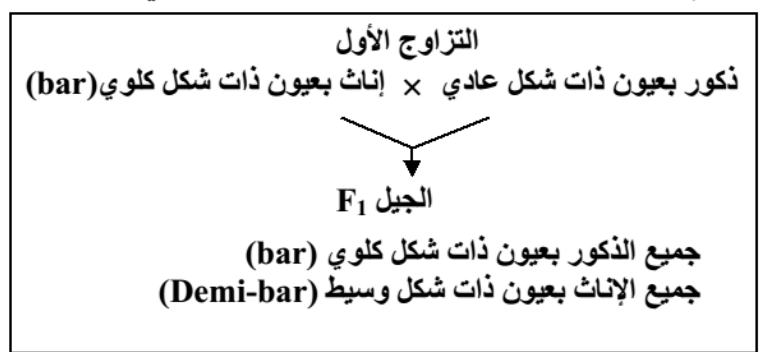 التزاوج الأول
ذكور بعيون ذات شكل عادي × إناث بعيون ذات شكل كلوي(bar)
الجيل F₁
جميع الذكور بعيون ذات شكل كلوي (bar)
جميع الإناث بعيون ذات شكل وسيط (Demi-bar)